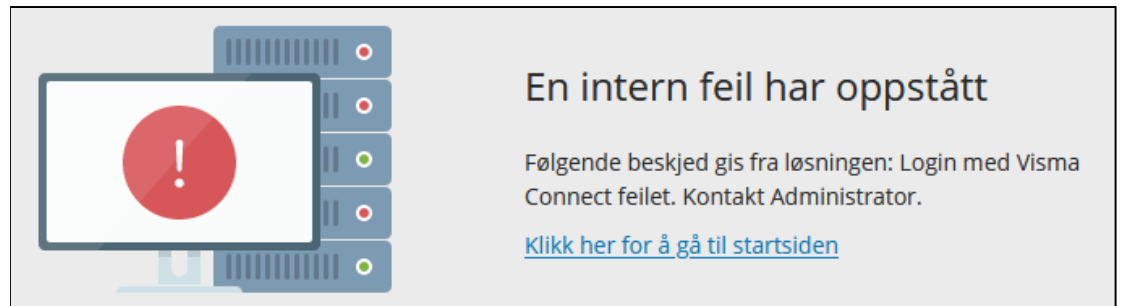 En intern feil har oppstått
Følgende beskjed gis fra løsningen: Login med Visma
Connect feilet. Kontakt Administrator.
Klikk her for å gå til startsiden